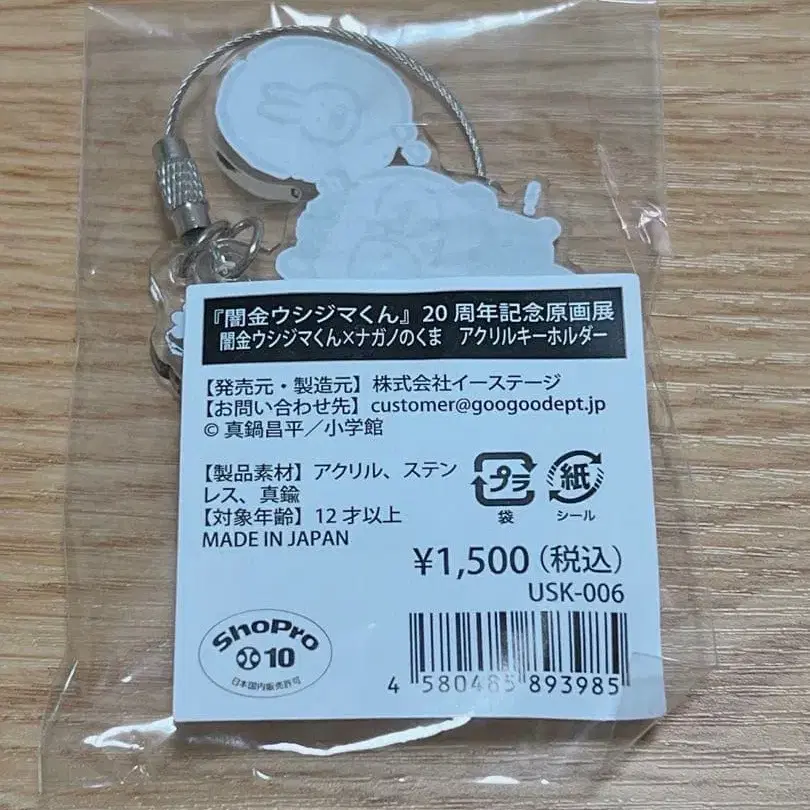 『闇金ウシジマくん』20周年記念原画展
闇金ウシジマくん×ナガノのくま アクリルキーホルダー
【発売元・製造元】株式会社イーステージ
【お問い合わせ先】customer@googoodept.jp
© 真鍋昌平／小学館
【製品素材】アクリル、ステン
レス、真鍮
【対象年齢】12才以上
MADE IN JAPAN
プラ
袋
紙
シール
¥1,500（税込）
USK-006
ShoPro
10
日本国内販売許可
4 580485 893985